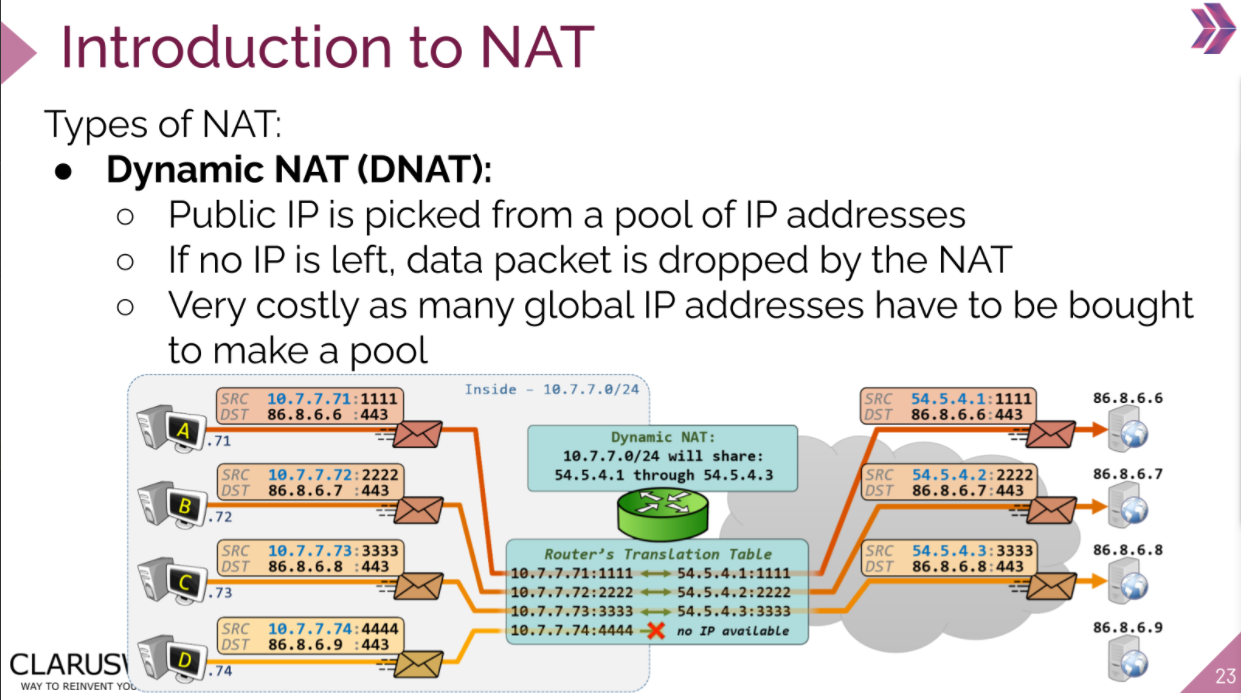 Introduction to NAT
Types of NAT:
● Dynamic NAT (DNAT):
○ Public IP is picked from a pool of IP addresses
○ If no IP is left, data packet is dropped by the NAT
○ Very costly as many global IP addresses have to be bought
to make a pool
Inside – 10.7.7.0/24
SRC 10.7.7.71:1111
DST 86.8.6.6 :443
A
.71
SRC 10.7.7.72:2222
DST 86.8.6.7 :443
B
.72
SRC 10.7.7.73:3333
DST 86.8.6.8 :443
C
.73
SRC 10.7.7.74:4444
DST 86.8.6.9 :443
D
.74
Dynamic NAT:
10.7.7.0/24 will share:
54.5.4.1 through 54.5.4.3
Router's Translation Table
10.7.7.71:1111 54.5.4.1:1111
10.7.7.72:2222 54.5.4.2:2222
10.7.7.73:3333 54.5.4.3:3333
10.7.7.74:4444 no IP available
SRC 54.5.4.1:1111
DST 86.8.6.6:443
86.8.6.6
SRC 54.5.4.2:2222
DST 86.8.6.7:443
86.8.6.7
SRC 54.5.4.3:3333
DST 86.8.6.8:443
86.8.6.8
86.8.6.9
CLARUS
WAY TO REINVENT YOU
23